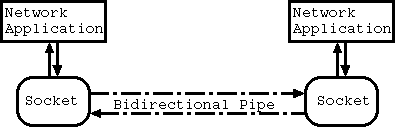 Network
Application
Network
Application
Socket
Bidirectional Pipe
Socket